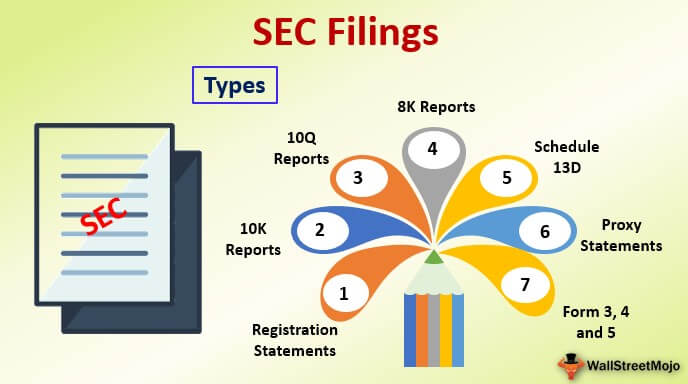 SEC Filings
Types
SEC
1
Registration
Statements
2
10K
Reports
3
10Q
Reports
4
8K Reports
5
Schedule
13D
6
Proxy
Statements
7
Form 3, 4
and 5
WallStreetMojo